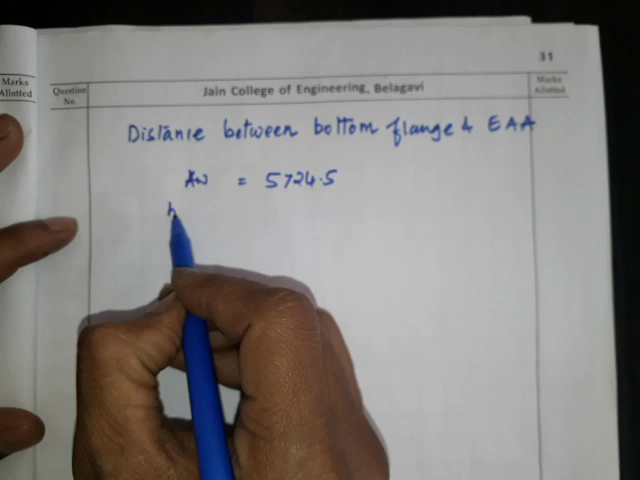 31
Marks Allotted
Question No.
Jain College of Engineering, Belagavi
Marks Allotted
Distance between bottom flange & EAA
Aw = 5724.5
h